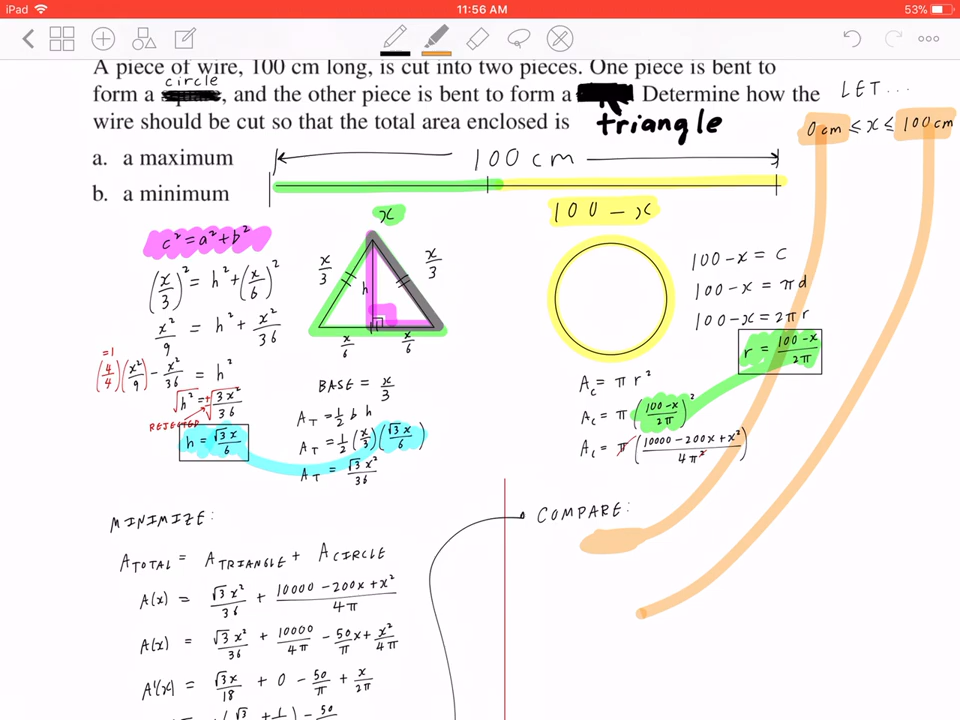 iPad 11:56 AM 53%
A piece of wire, 100 cm long, is cut into two pieces. One piece is bent to
circle
form a , and the other piece is bent to form a Determine how the
wire should be cut so that the total area enclosed is triangle
LET...
0 cm ≤ x ≤ 100 cm
a. a maximum
b. a minimum
100 cm
x
100 - x
c² = a² + b²
(x/3)² = h² + (x/6)²
x²/9 = h² + x²/36
=1
(4/4)(x²/9) - x²/36 = h²
√h² = ±√(3x²/36)
REJECTED
h = √3x/6
x/3
x/3
h
x/6
x/6
BASE = x/3
A_T = 1/2 b h
A_T = 1/2 (x/3)(√3x/6)
A_T = √3x²/36
100-x = C
100-x = πd
100-x = 2πr
r = (100-x)/2π
A_C = πr²
A_C = π((100-x)/2π)²
A_C = π((10000-200x+x²)/4π²)
MINIMIZE:
A_TOTAL = A_TRIANGLE + A_CIRCLE
A(x) = √3x²/36 + (10000-200x+x²)/4π
A(x) = √3x²/36 + 10000/4π - 50x/π + x²/4π
A'(x) = √3x/18 + 0 - 50/π + x/2π
COMPARE: